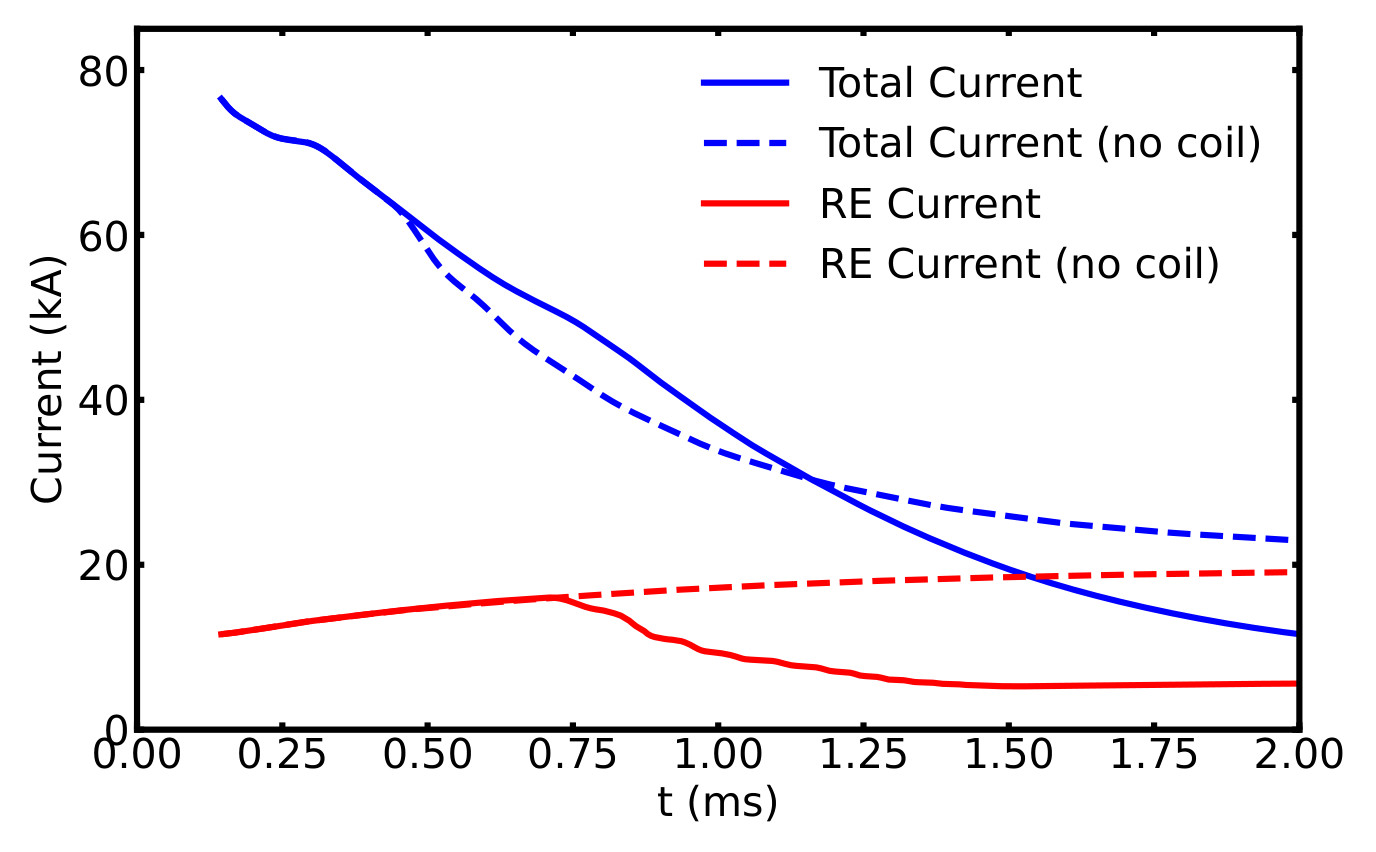 80
60
40
20
0
Current (kA)
Total Current
Total Current (no coil)
RE Current
RE Current (no coil)
0.00 0.25 0.50 0.75 1.00 1.25 1.50 1.75 2.00
t (ms)